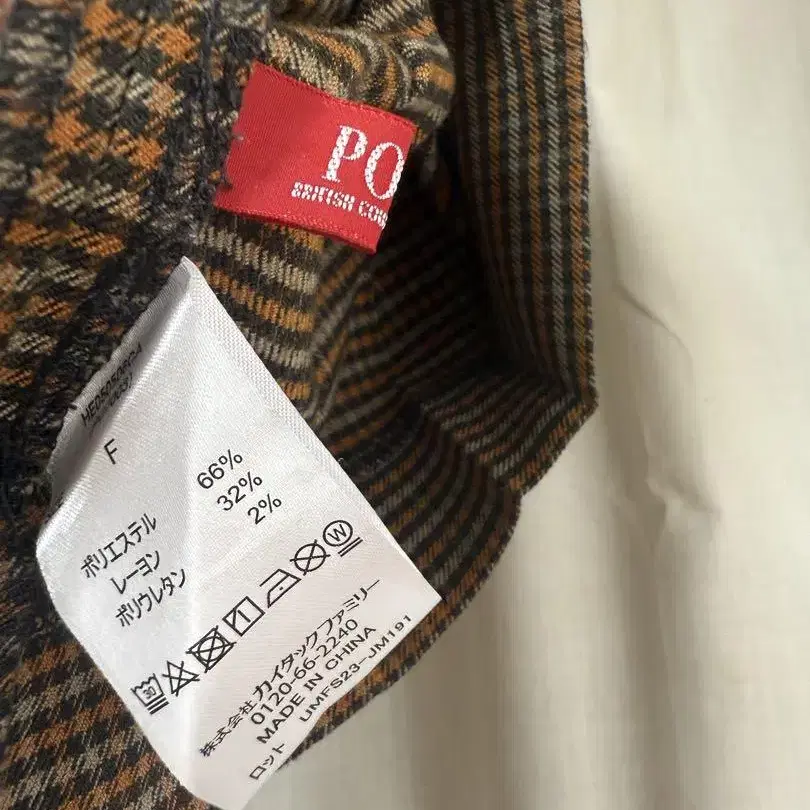 PO
BRITISH COU
F
ポリエステル 66%
レーヨン 32%
ポリウレタン 2%
30
W
株式会社カイタックファミリー
0120-66-2240
MADE IN CHINA
ロット UMFS23-JM191